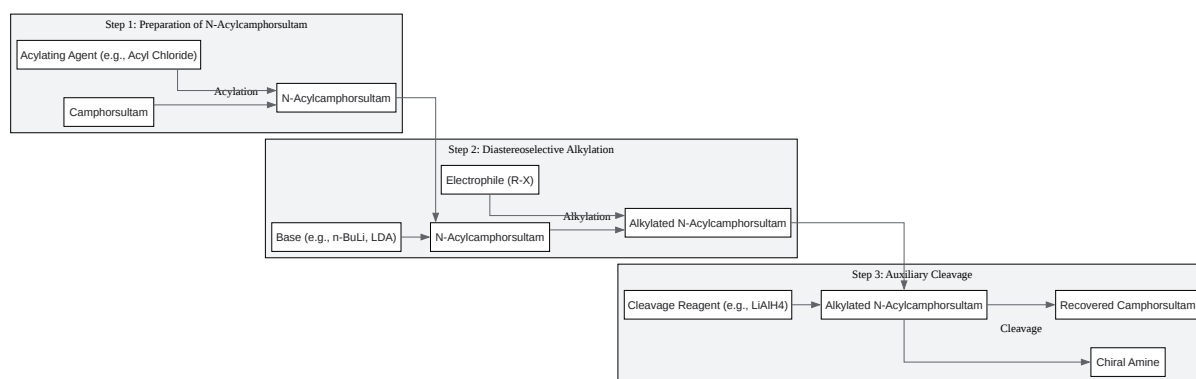 Step 1: Preparation of N-Acylcamphorsultam
Acylating Agent (e.g., Acyl Chloride)
Acylation
N-Acylcamphorsultam
Camphorsultam
Step 2: Diastereoselective Alkylation
Electrophile (R-X)
Alkylation
Alkylated N-Acylcamphorsultam
Base (e.g., n-BuLi, LDA)
N-Acylcamphorsultam
Step 3: Auxiliary Cleavage
Cleavage Reagent (e.g., LiAlH4)
Alkylated N-Acylcamphorsultam
Recovered Camphorsultam
Cleavage
Chiral Amine